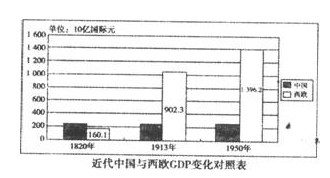 单位：10亿国际元
1 600
1 400
1 200
1 000
800
600
400
200
0
160.1
902.3
1 396.2
中国
西欧
1820年
1913年
1950年
近代中国与西欧GDP变化对照表